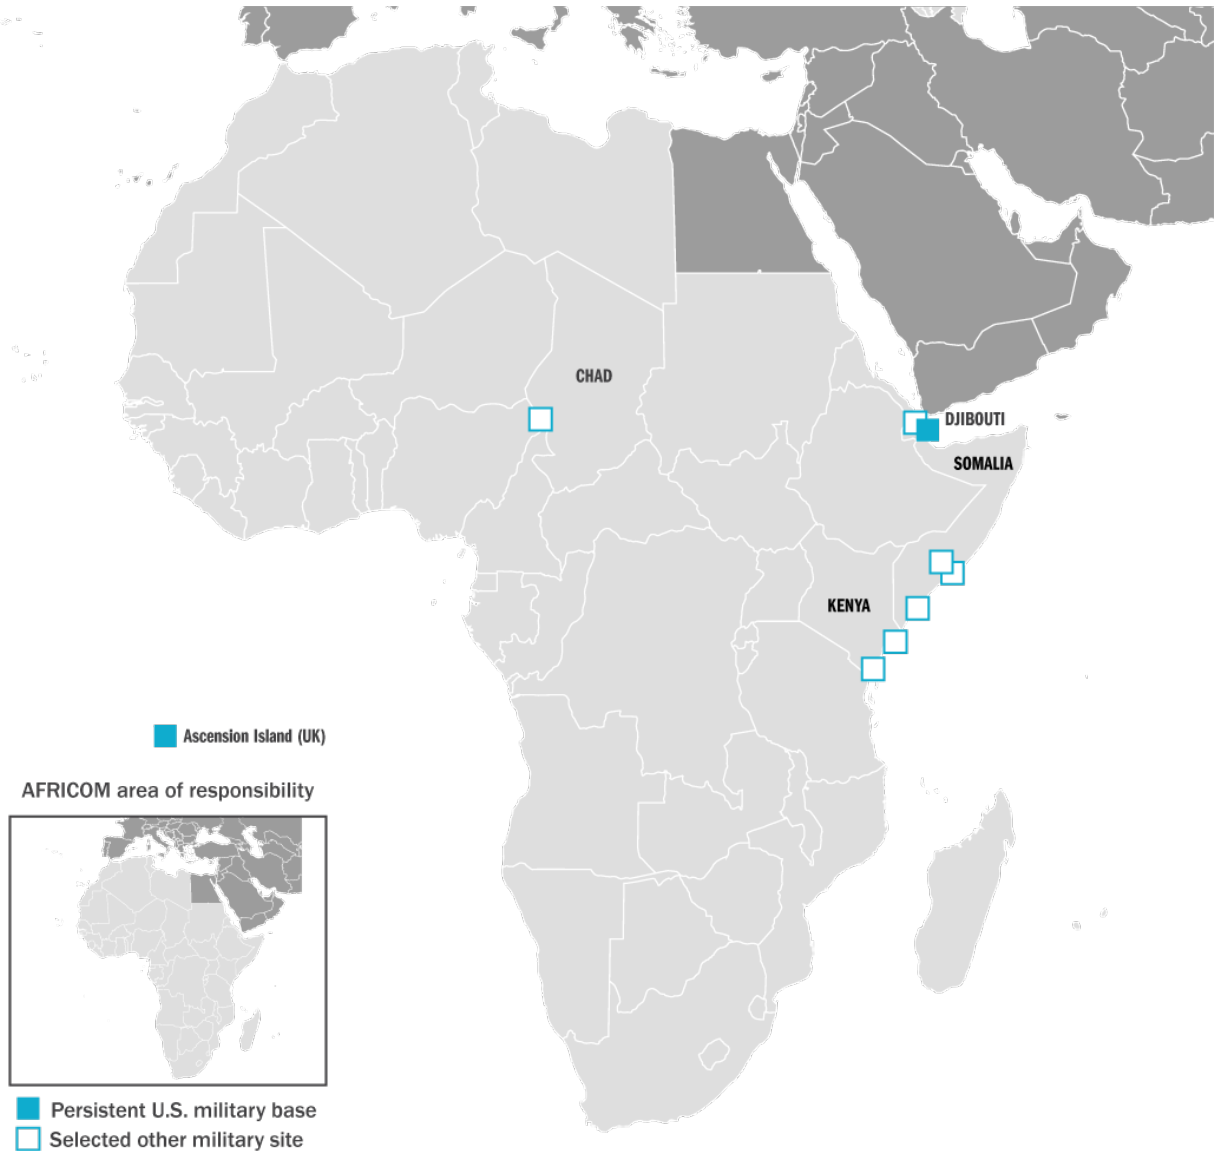 CHAD
DJIBOUTI
SOMALIA
KENYA
Ascension Island (UK)
AFRICOM area of responsibility
Persistent U.S. military base
Selected other military site